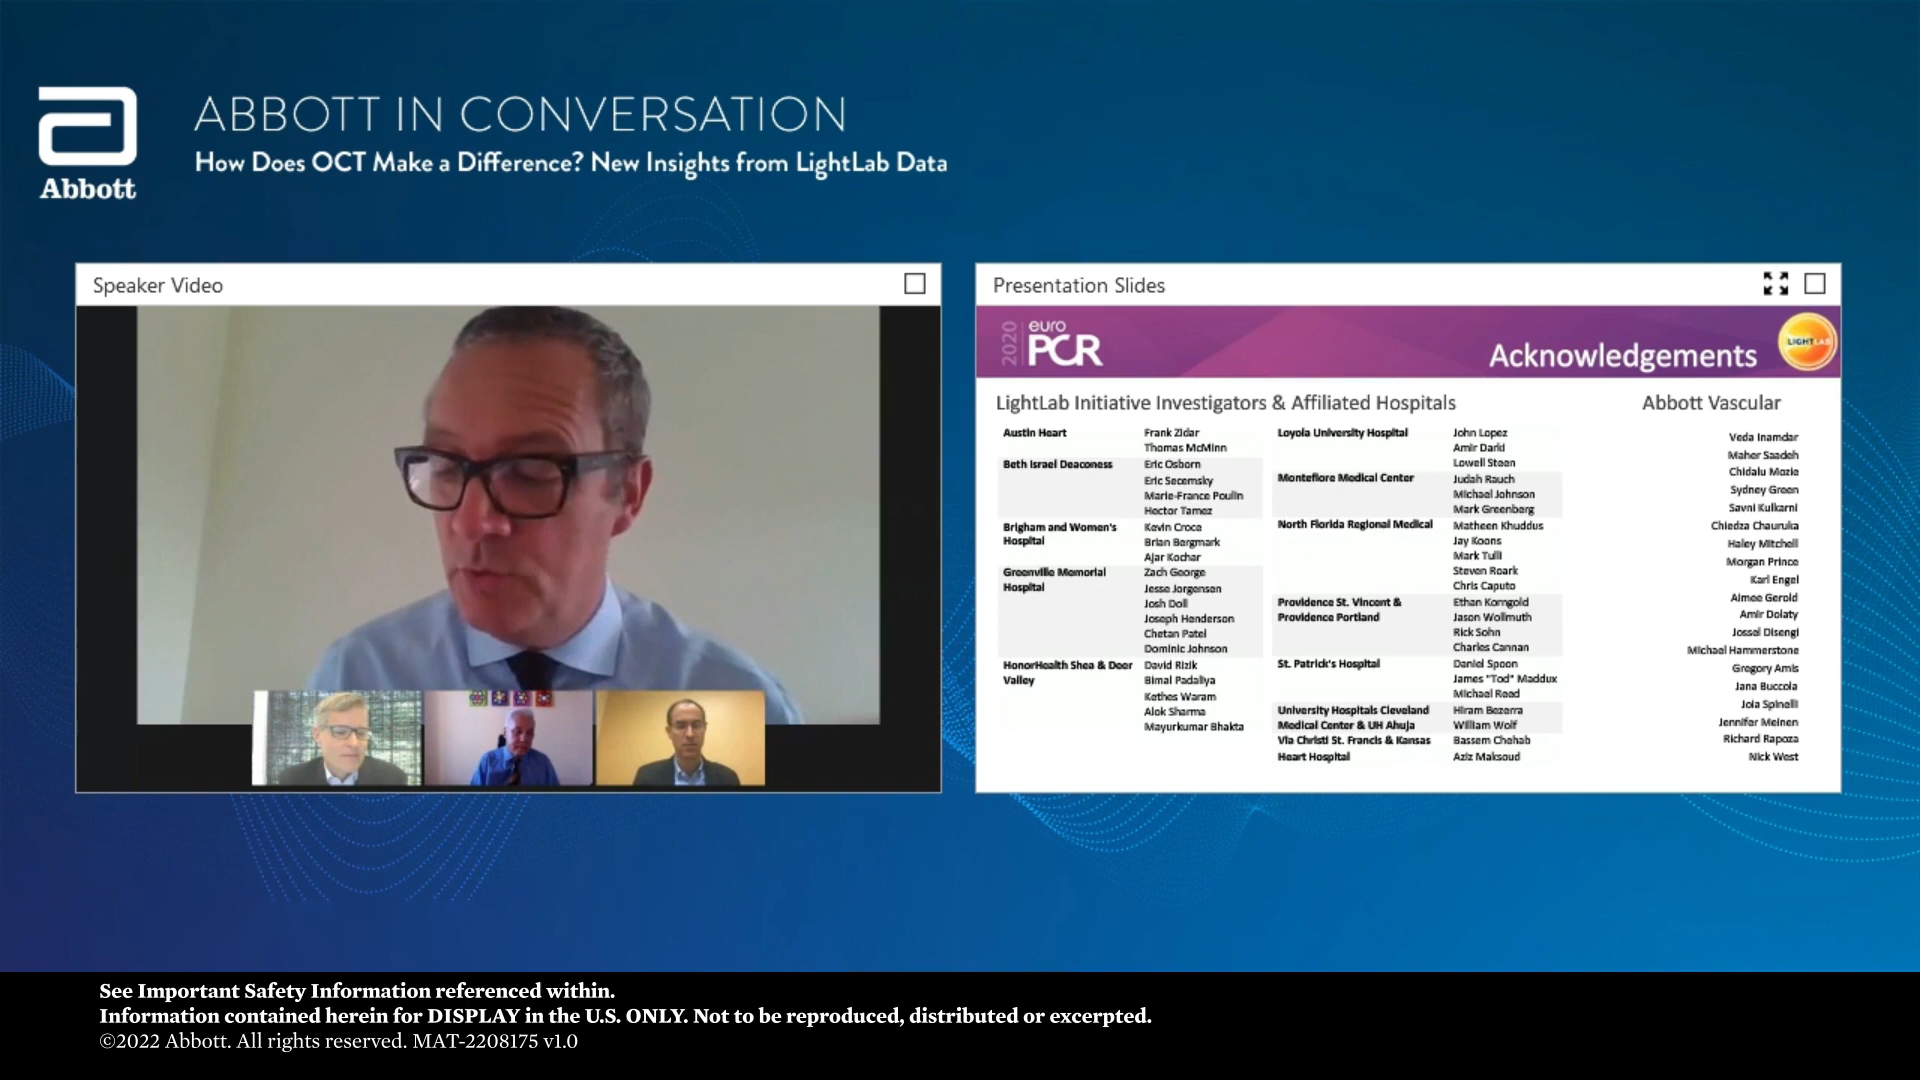 Abbott
ABBOTT IN CONVERSATION
How Does OCT Make a Difference? New Insights from LightLab Data
Speaker Video
Presentation Slides
2020 euro PCR
Acknowledgements
LIGHTLAB
LightLab Initiative Investigators & Affiliated Hospitals
Abbott Vascular
Austin Heart
Frank Zidar
Thomas McMinn
Beth Israel Deaconess
Eric Osborn
Eric Secemsky
Marie-France Poulin
Hector Tamez
Brigham and Women's
Hospital
Kevin Croce
Brian Bergmark
Ajar Kochar
Greenville Memorial
Hospital
Zach George
Jesse Jorgensen
Josh Doll
Joseph Henderson
Chetan Patel
Dominic Johnson
HonorHealth Shea & Deer
Valley
David Rizik
Bimal Padaliya
Kethes Waram
Alok Sharma
Mayurkumar Bhakta
Loyola University Hospital
John Lopez
Amir Darki
Lowell Steen
Montefiore Medical Center
Judah Rauch
Michael Johnson
Mark Greenberg
North Florida Regional Medical
Matheen Khuddus
Jay Koons
Mark Tulli
Steven Roark
Chris Caputo
Providence St. Vincent &
Providence Portland
Ethan Korngold
Jason Wollmuth
Rick Sohn
Charles Cannan
St. Patrick's Hospital
Daniel Spoon
James "Tod" Maddux
Michael Reed
University Hospitals Cleveland
Medical Center & UH Ahuja
Hiram Bezerra
William Wolf
Via Christi St. Francis & Kansas
Heart Hospital
Bassem Chehab
Aziz Maksoud
Veda Inamdar
Maher Saadeh
Chidalu Mozie
Sydney Green
Savni Kulkarni
Chiedza Chauruka
Haley Mitchell
Morgan Prince
Karl Engel
Aimee Gerold
Amir Dolaty
Jossel Disengi
Michael Hammerstone
Gregory Amis
Jana Buccola
Joia Spinelli
Jennifer Meinen
Richard Rapoza
Nick West
See Important Safety Information referenced within.
Information contained herein for DISPLAY in the U.S. ONLY. Not to be reproduced, distributed or excerpted.
©2022 Abbott. All rights reserved. MAT-2208175 v1.0